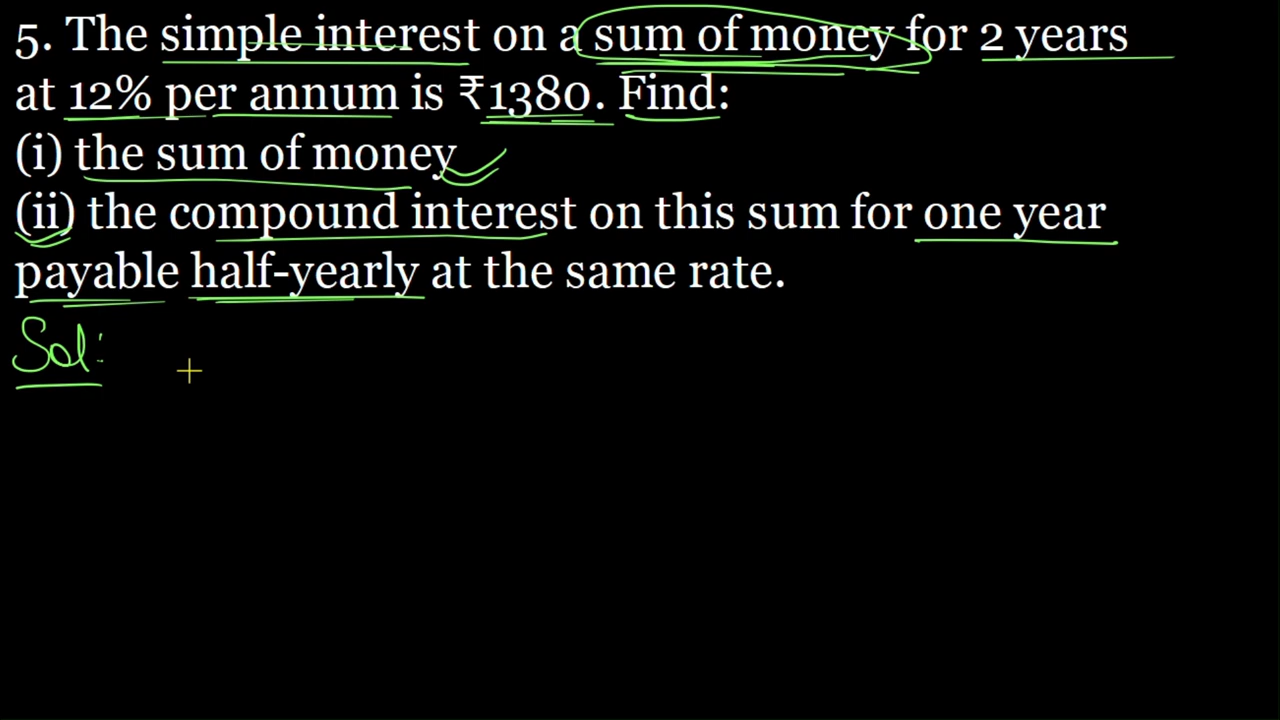 5. The simple interest on a sum of money for 2 years
at 12% per annum is ₹1380. Find:
(i) the sum of money
(ii) the compound interest on this sum for one year
payable half-yearly at the same rate.
Sol: